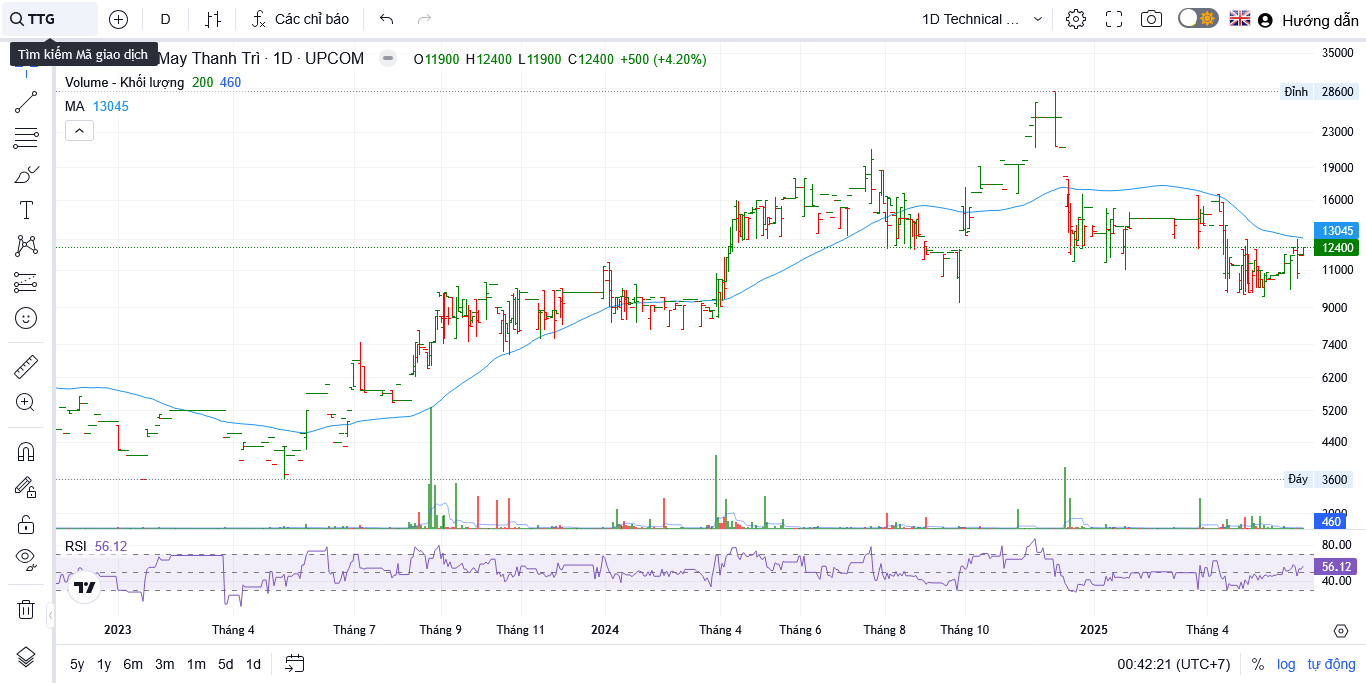 TTG D Các chỉ báo 1D Technical ... Hướng dẫn
Tìm kiếm Mã giao dịch
May Thanh Trì · 1D · UPCOM O11900 H12400 L11900 C12400 +500 (+4.20%)
Volume - Khối lượng 200 460
MA 13045
35000
Đỉnh 28600
23000
19000
16000
13045
12400
11000
9000
7400
6200
5200
4400
Đáy 3600
460
RSI 56.12
80.00
56.12
40.00
2023 Tháng 4 Tháng 7 Tháng 9 Tháng 11 2024 Tháng 4 Tháng 6 Tháng 8 Tháng 10 2025 Tháng 4
5y 1y 6m 3m 1m 5d 1d 00:42:21 (UTC+7) % log tự động